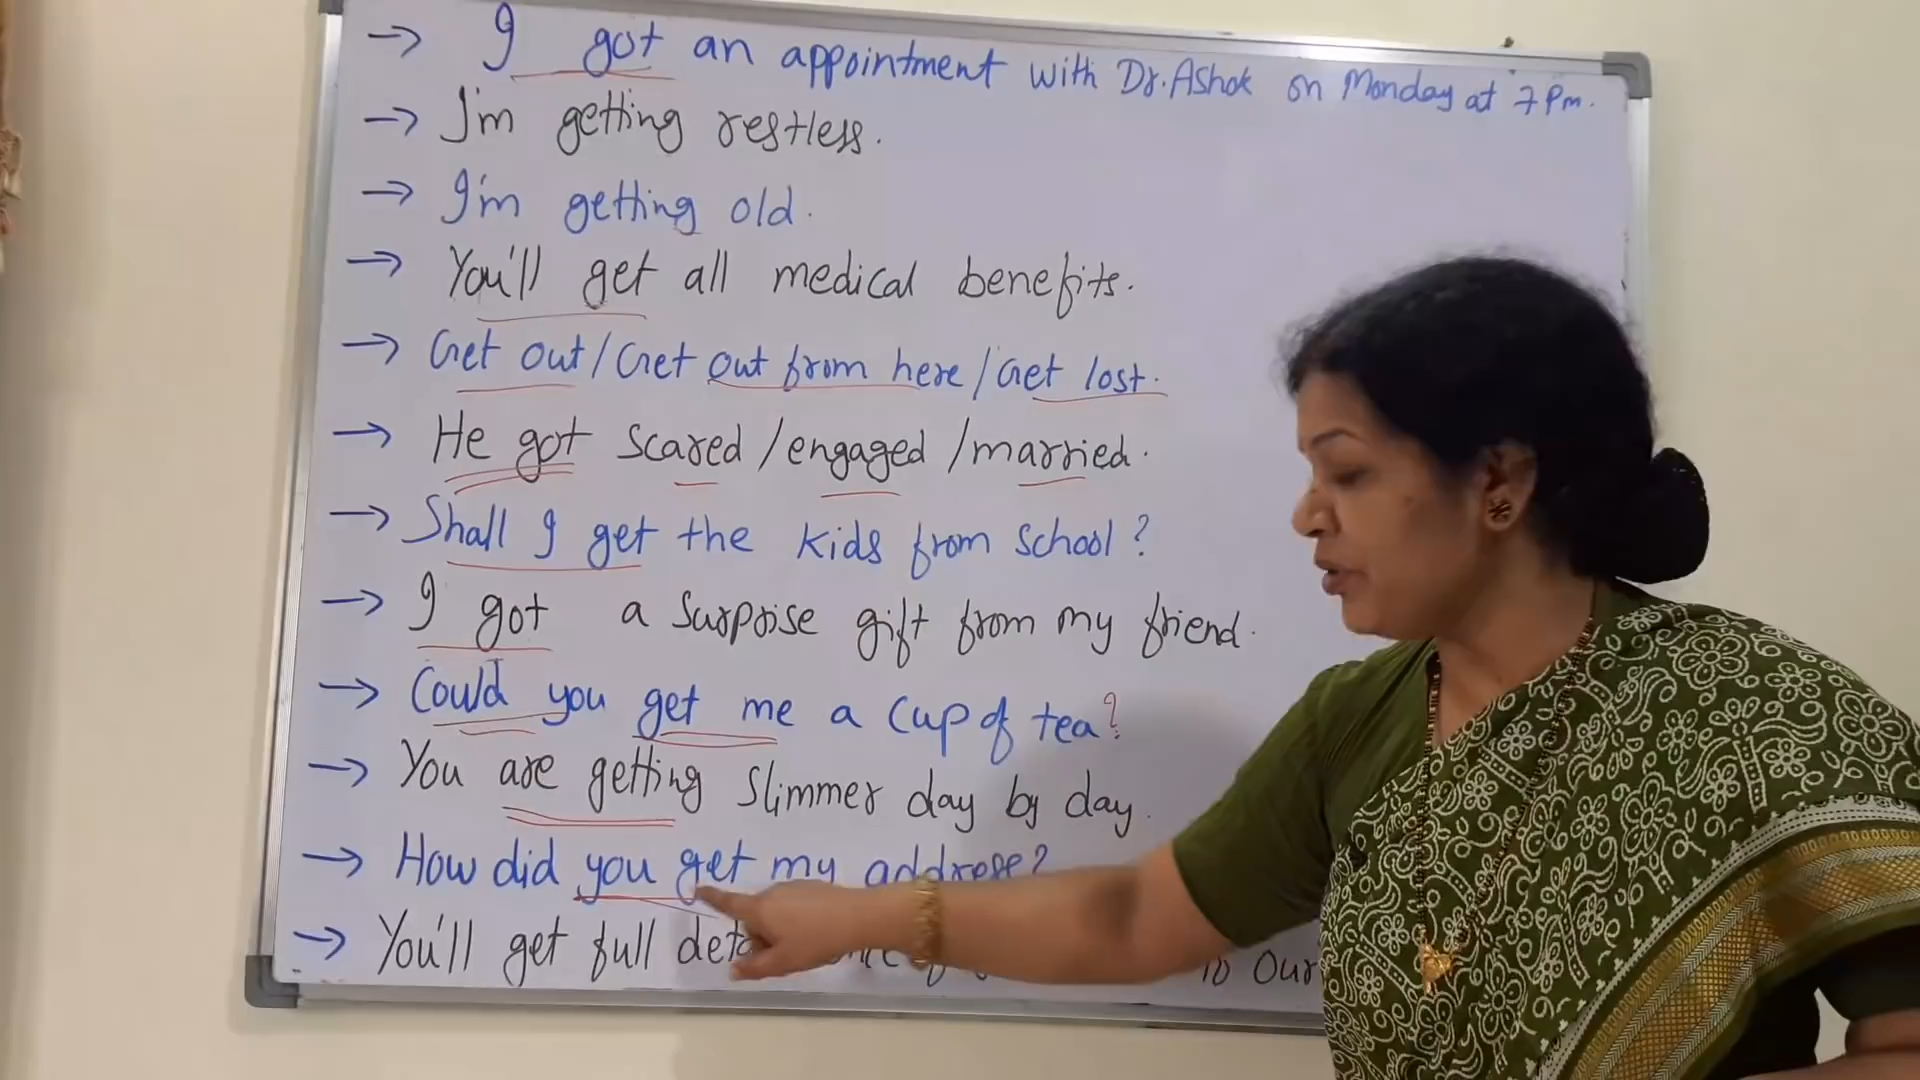 → I got an appointment with Dr. Ashok on Monday at 7 Pm.
→ I'm getting restless.
→ I'm getting old.
→ You'll get all medical benefits.
→ Get out / Get out from here / Get lost.
→ He got scared / engaged / married.
→ Shall I get the kids from school?
→ I got a surprise gift from my friend.
→ Could you get me a cup of tea?
→ You are getting slimmer day by day.
→ How did you get my address?
→ You'll get full to our